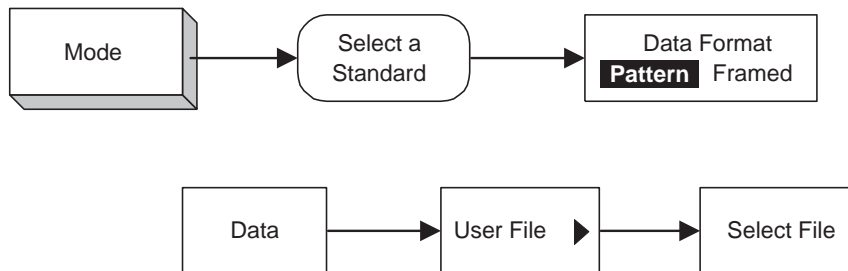 Mode
Select a
Standard
Data Format
Pattern Framed
Data
User File
Select File